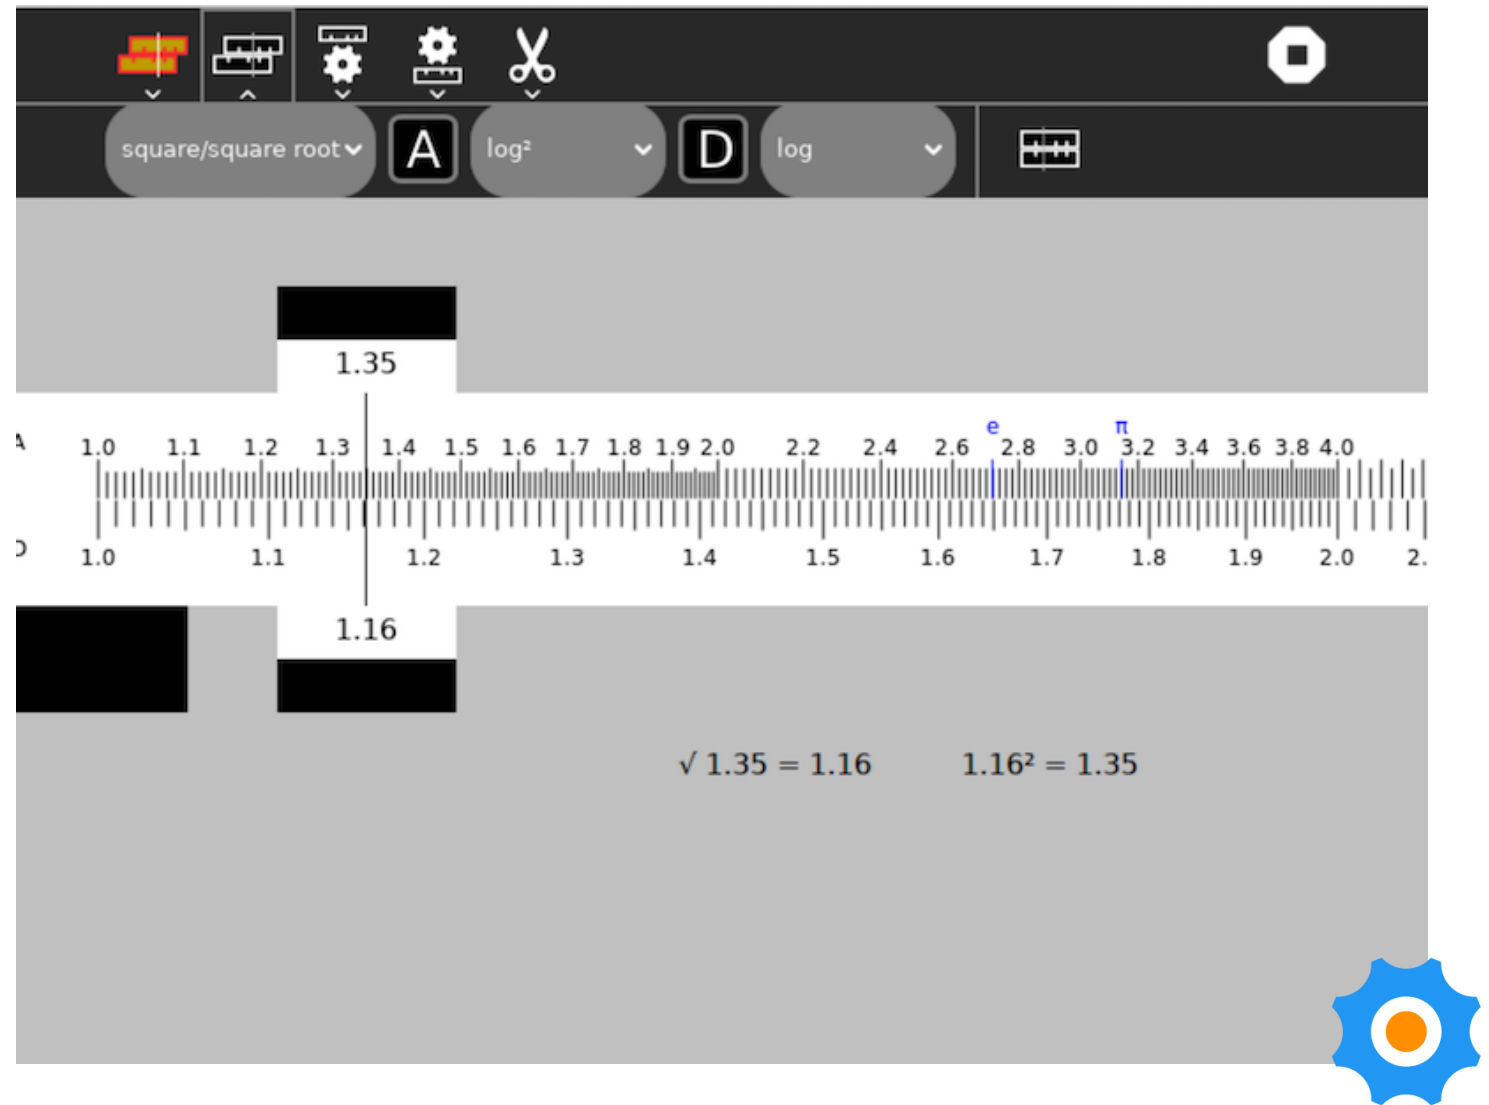 square/square root A log² D log
1.35
e π
A 1.0 1.1 1.2 1.3 1.4 1.5 1.6 1.7 1.8 1.9 2.0 2.2 2.4 2.6 2.8 3.0 3.2 3.4 3.6 3.8 4.0
D 1.0 1.1 1.2 1.3 1.4 1.5 1.6 1.7 1.8 1.9 2.0 2.
1.16
√ 1.35 = 1.16 1.16² = 1.35